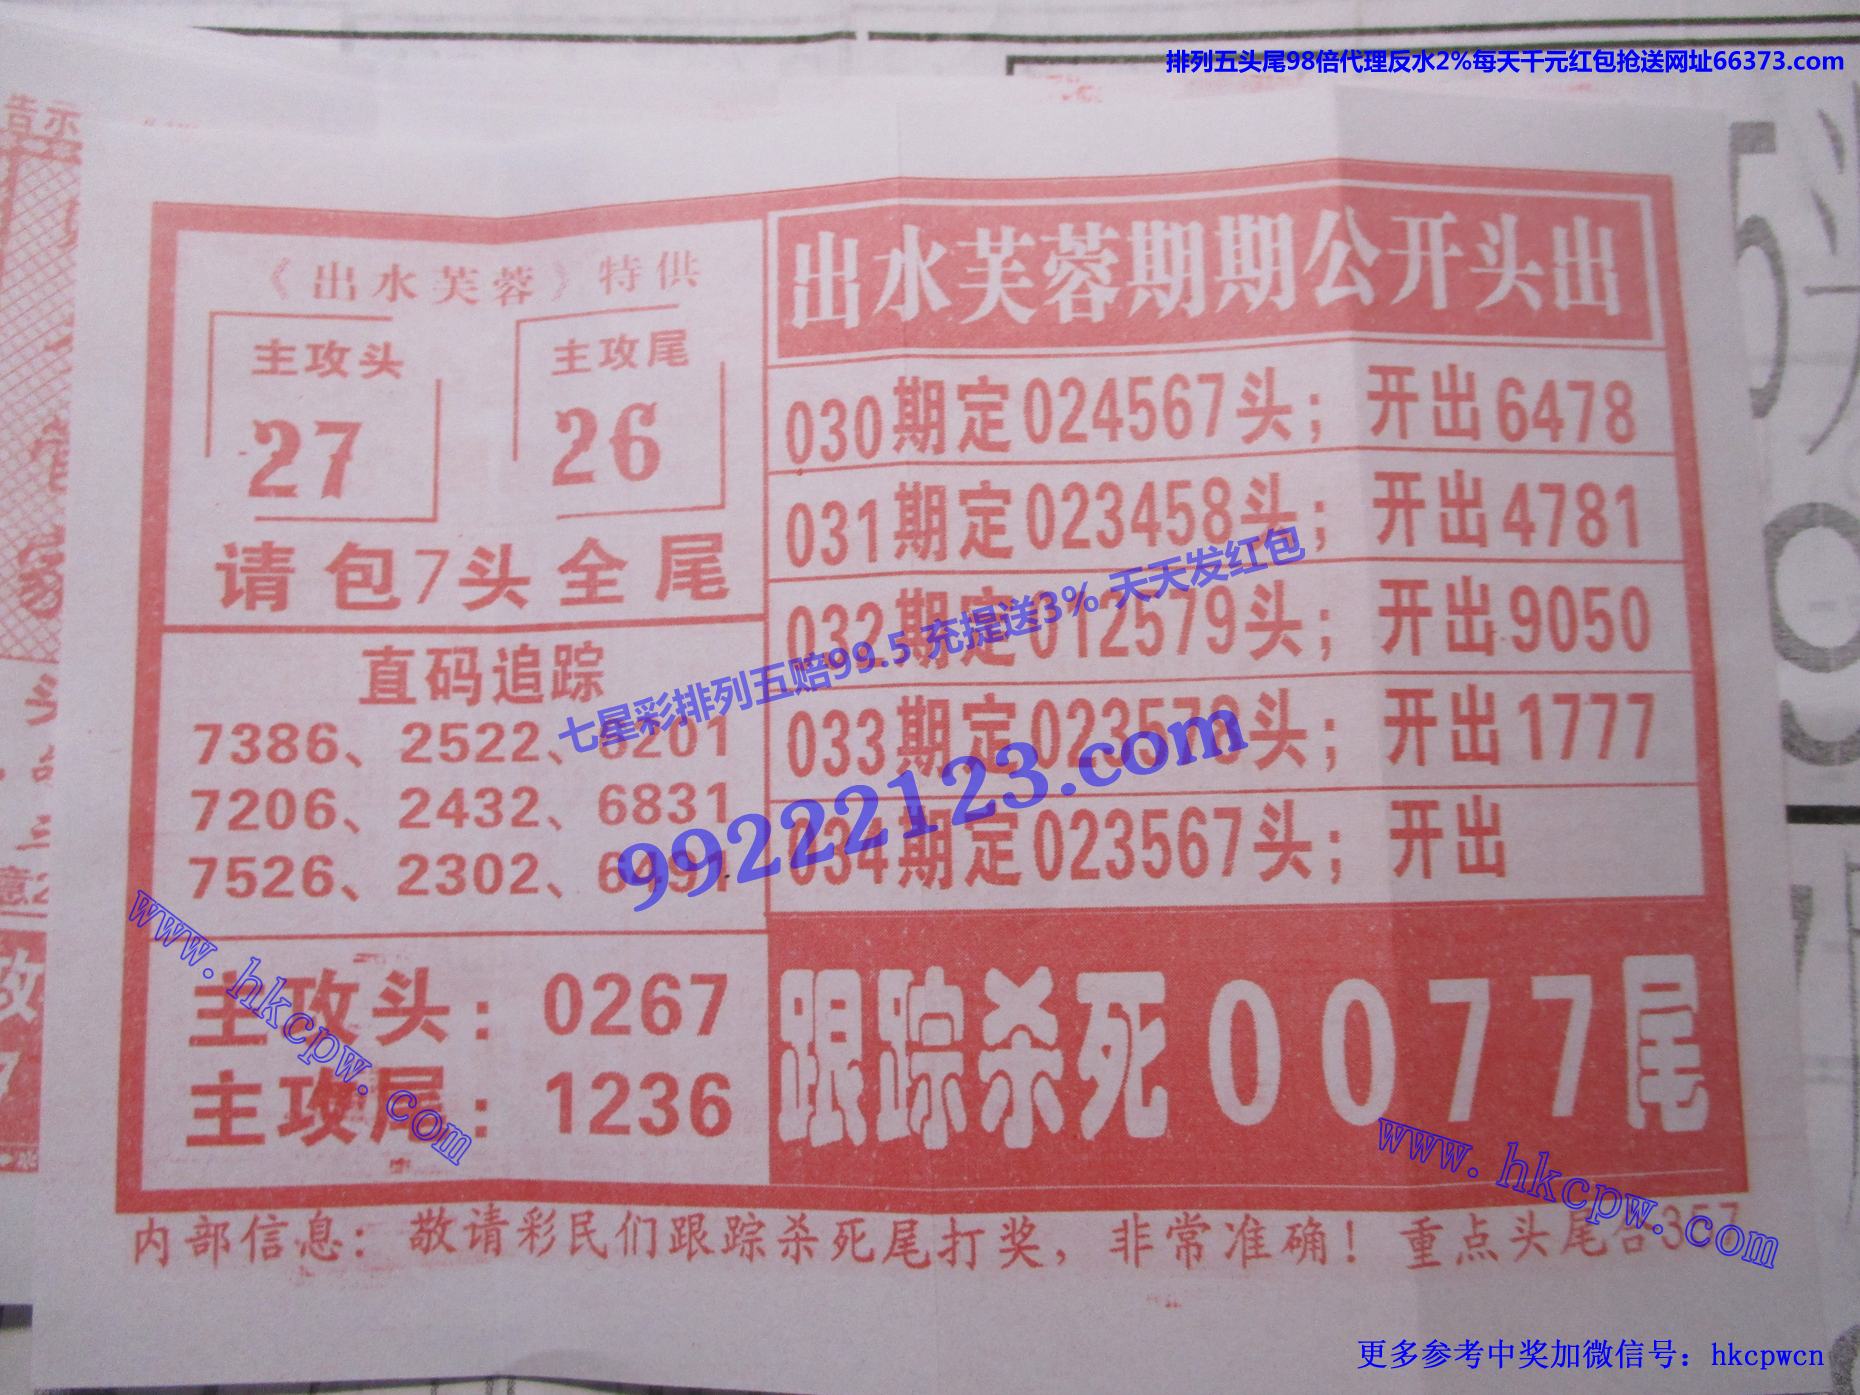 排列五头尾98倍代理反水2%每天千元红包抢送网址66373.com
告示
《出水芙蓉》特供
主攻头
27
主攻尾
26
请包7头全尾
直码追踪
7386、2522、6201
7206、2432、6831
7526、2302、6491
主攻头：0267
主攻尾：1236
出水芙蓉期期公开头出
030期定024567头；开出6478
031期定023458头；开出4781
032期定012579头；开出9050
033期定023578头；开出1777
034期定023567头；开出
跟踪杀死0077尾
内部信息：敬请彩民们跟踪杀死尾打奖，非常准确！重点头尾合357
七星彩排列五赔99.5 充提送3% 天天发红包
99222123.com
www.hkcpw.com
www.hkcpw.com
更多参考中奖加微信号：hkcpwcn